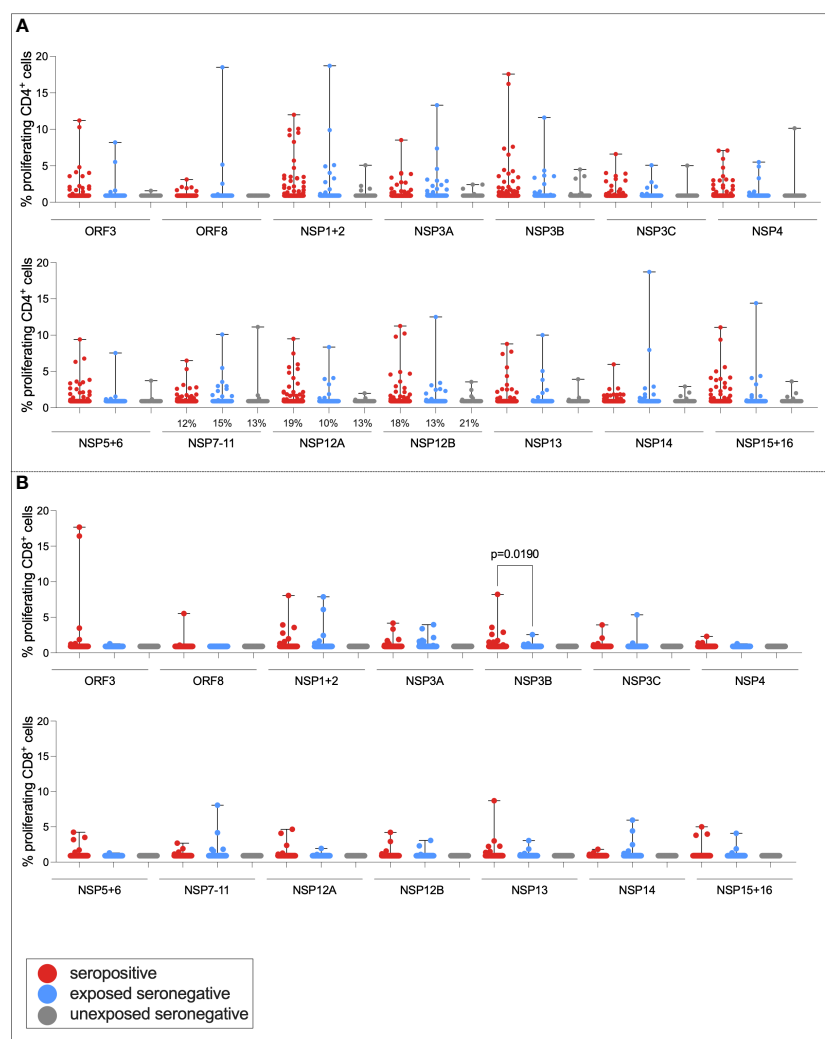 A
% proliferating CD4+ cells
20
15
10
5
0
ORF3 ORF8 NSP1+2 NSP3A NSP3B NSP3C NSP4
% proliferating CD4+ cells
20
15
10
5
0
12% 15% 13% 19% 10% 13% 18% 13% 21%
NSP5+6 NSP7-11 NSP12A NSP12B NSP13 NSP14 NSP15+16
B
% proliferating CD8+ cells
20
15
10
5
0
p=0.0190
ORF3 ORF8 NSP1+2 NSP3A NSP3B NSP3C NSP4
% proliferating CD8+ cells
20
15
10
5
0
NSP5+6 NSP7-11 NSP12A NSP12B NSP13 NSP14 NSP15+16
seropositive
exposed seronegative
unexposed seronegative